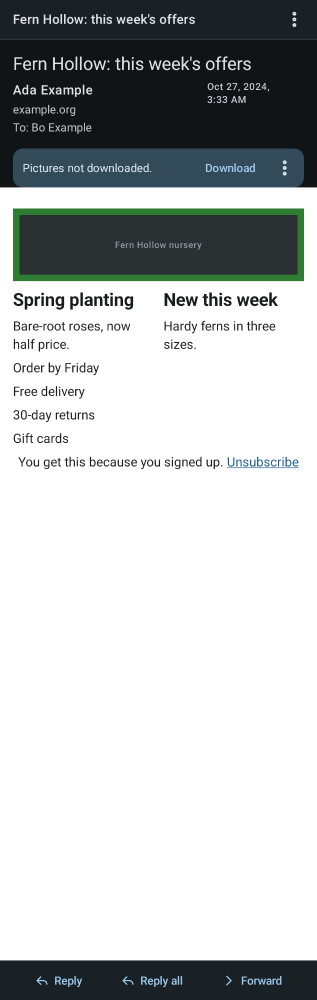 Fern Hollow: this week's offers
Fern Hollow: this week's offers
Ada Example
Oct 27, 2024,
3:33 AM
example.org
To: Bo Example
Pictures not downloaded.
Download
Fern Hollow nursery
Spring planting
Bare-root roses, now
half price.
New this week
Hardy ferns in three
sizes.
Order by Friday
Free delivery
30-day returns
Gift cards
You get this because you signed up. Unsubscribe
Reply
Reply all
Forward